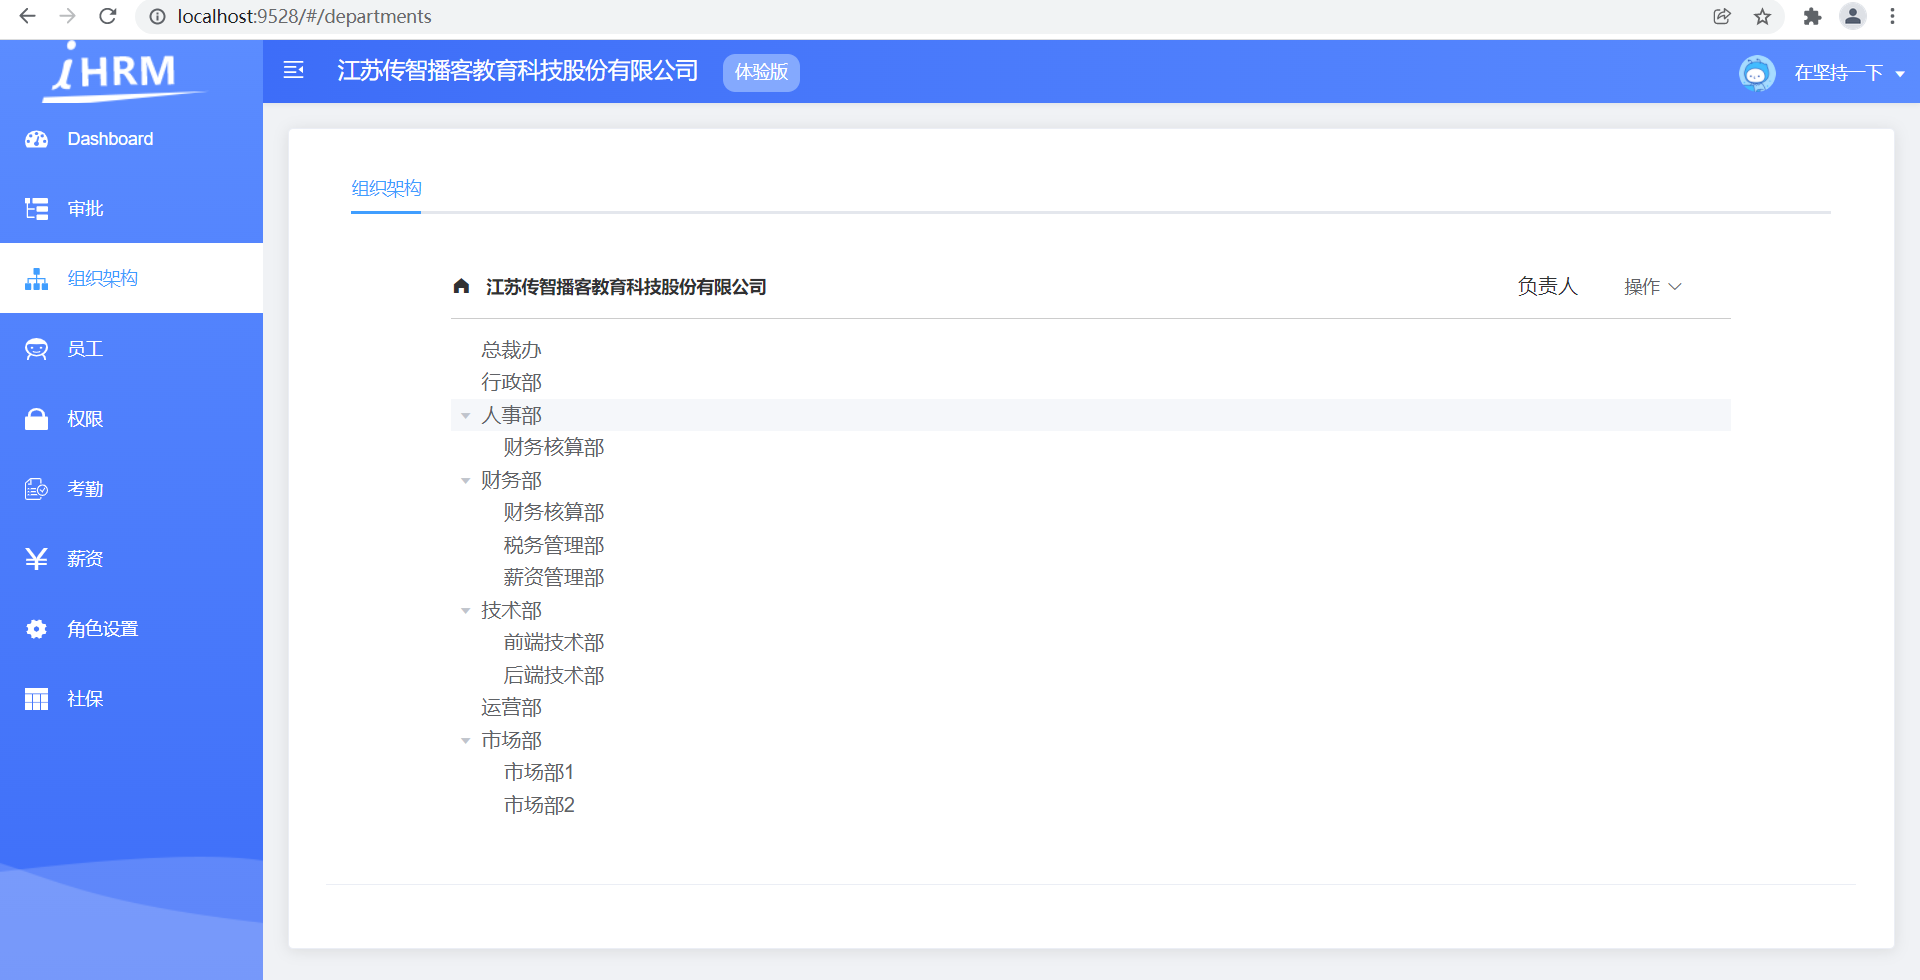 localhost:9528/#/departments
iHRM
江苏传智播客教育科技股份有限公司 体验版 在坚持一下
Dashboard
审批
组织架构
员工
权限
考勤
薪资
角色设置
社保
组织架构
江苏传智播客教育科技股份有限公司 负责人 操作
总裁办
行政部
人事部
财务核算部
财务部
财务核算部
税务管理部
薪资管理部
技术部
前端技术部
后端技术部
运营部
市场部
市场部1
市场部2